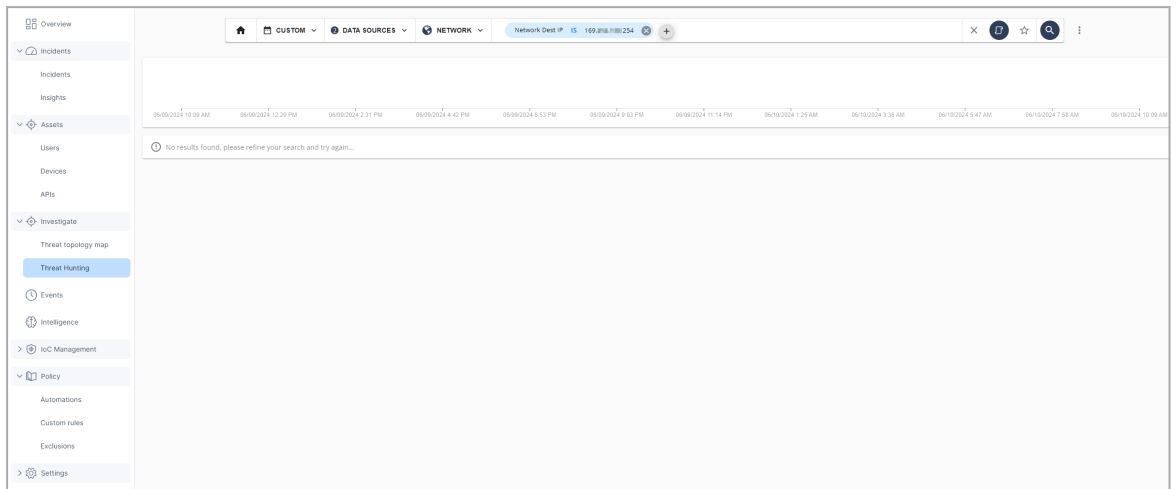 Overview
CUSTOM
2 DATA SOURCES
NETWORK
Network Dest IP IS 169. 254
Incidents
Incidents
Insights
06/09/2024 10:09 AM
06/09/2024 12:20 PM
06/09/2024 2:31 PM
06/09/2024 4:42 PM
06/09/2024 6:53 PM
06/09/2024 9:03 PM
06/09/2024 11:14 PM
06/10/2024 1:25 AM
06/10/2024 3:36 AM
06/10/2024 5:47 AM
06/10/2024 7:58 AM
06/10/2024 10:09 AM
Assets
No results found, please refine your search and try again...
Users
Devices
APIs
Investigate
Threat topology map
Threat Hunting
Events
Intelligence
IoC Management
Policy
Automations
Custom rules
Exclusions
Settings